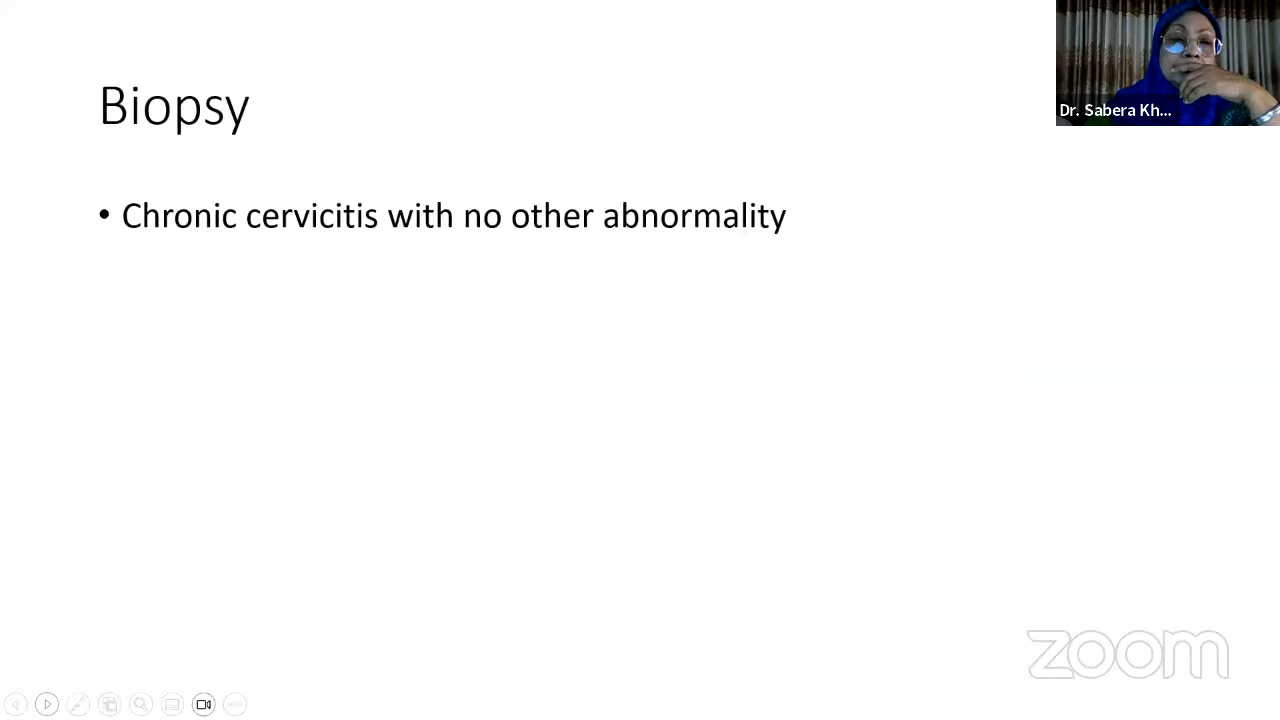 Biopsy
• Chronic cervicitis with no other abnormality
Dr. Sabera Kh...
zoom